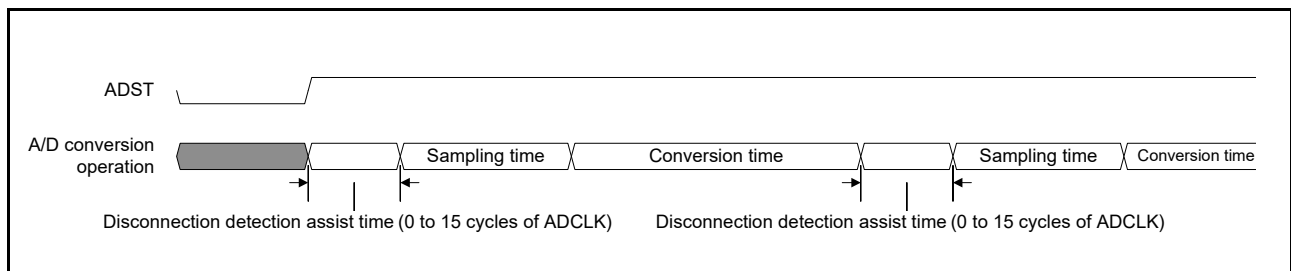 ADST
A/D conversion
operation
Sampling time
Conversion time
Sampling time
Conversion time
Disconnection detection assist time (0 to 15 cycles of ADCLK)
Disconnection detection assist time (0 to 15 cycles of ADCLK)